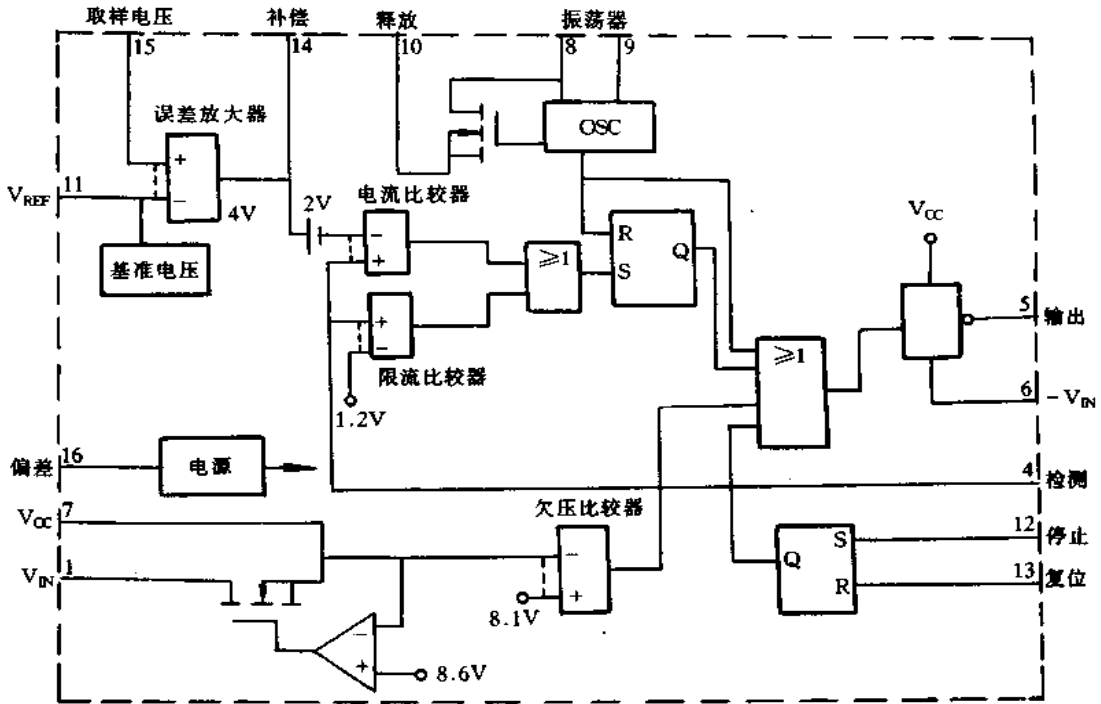 取样电压 补偿 释放 振荡器
15 14 10 8 9
误差放大器
OSC
+
−
4V
V_REF 11
基准电压
2V
电流比较器
−
+
≥1
R
S
Q
V_CC
+
−
限流比较器
1.2V
≥1
5 输出
6 −V_IN
偏差 16
电源
4 检测
V_CC 7
V_IN 1
欠压比较器
−
+
8.1V
Q
S
R
12 停止
13 复位
−
+
8.6V